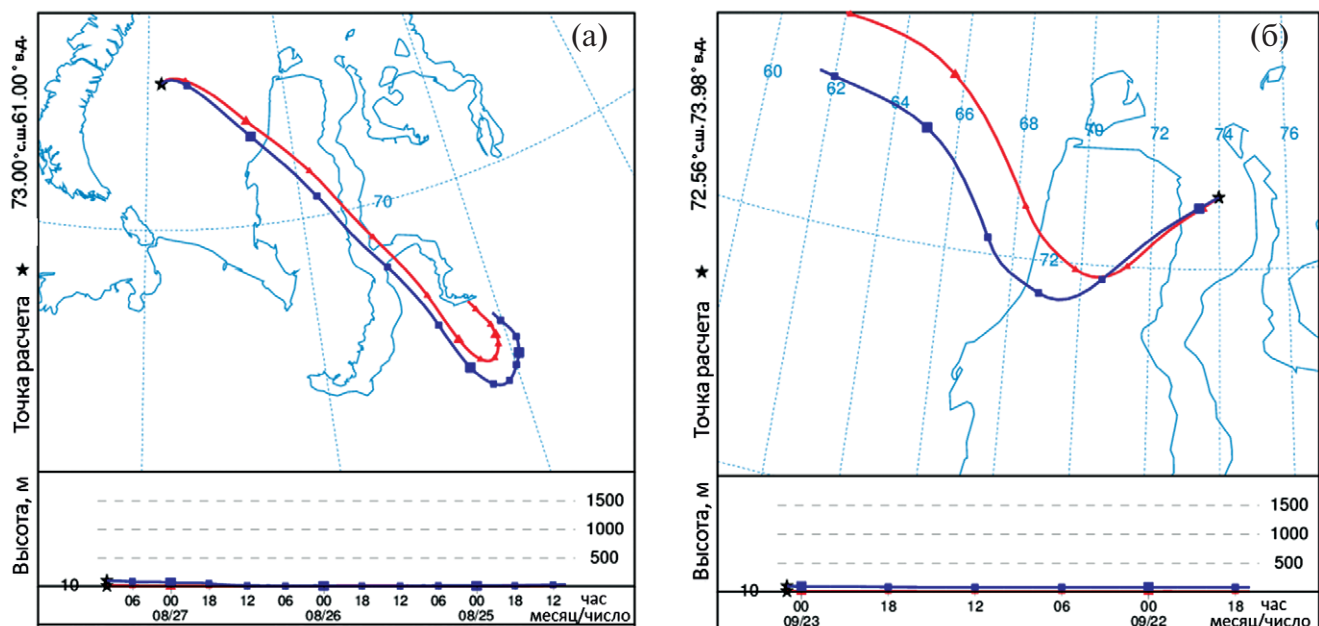 (а)
73.00° с.ш. 61.00° в.д.
Точка расчета
70
Высота, м
1500
1000
500
10
06 00 18 12 06 00 18 12 06 00 18 12 час
08/27 08/26 08/25 месяц/число
(б)
72.56° с.ш. 73.98° в.д.
Точка расчета
60 62 64 66 68 70 72 74 76
72
Высота, м
1500
1000
500
10
00 18 12 06 00 18 час
09/23 09/22 месяц/число